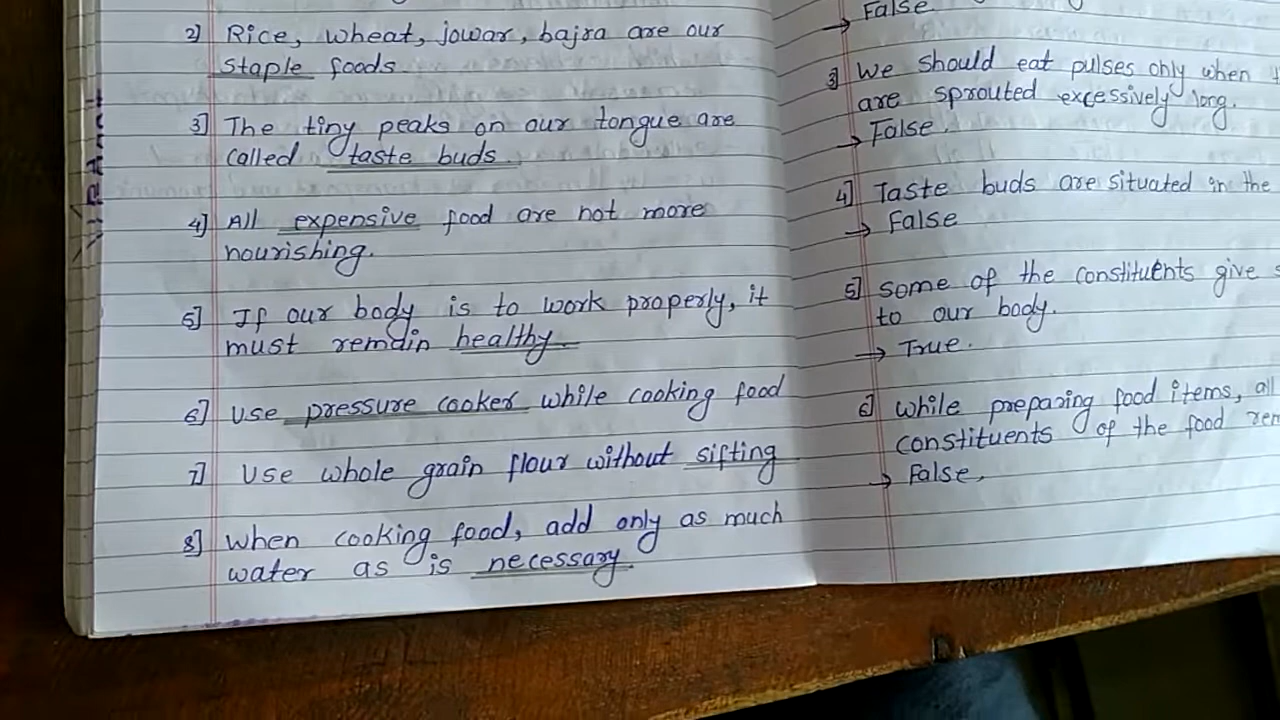 2] Rice, wheat, jowar, bajra are our
staple foods.
3] The tiny peaks on our tongue are
called taste buds.
4] All expensive food are not more
nourishing.
5] If our body is to work properly, it
must remain healthy.
6] Use pressure cooker while cooking food
7] Use whole grain flour without sifting
8] When cooking food, add only as much
water as is necessary.
→ False
3] We should eat pulses only when
are sprouted excessively long.
→ False.
4] Taste buds are situated in the
→ False
5] Some of the constituents give
to our body.
→ True.
6] While preparing food items, all
constituents of the food
→ False.